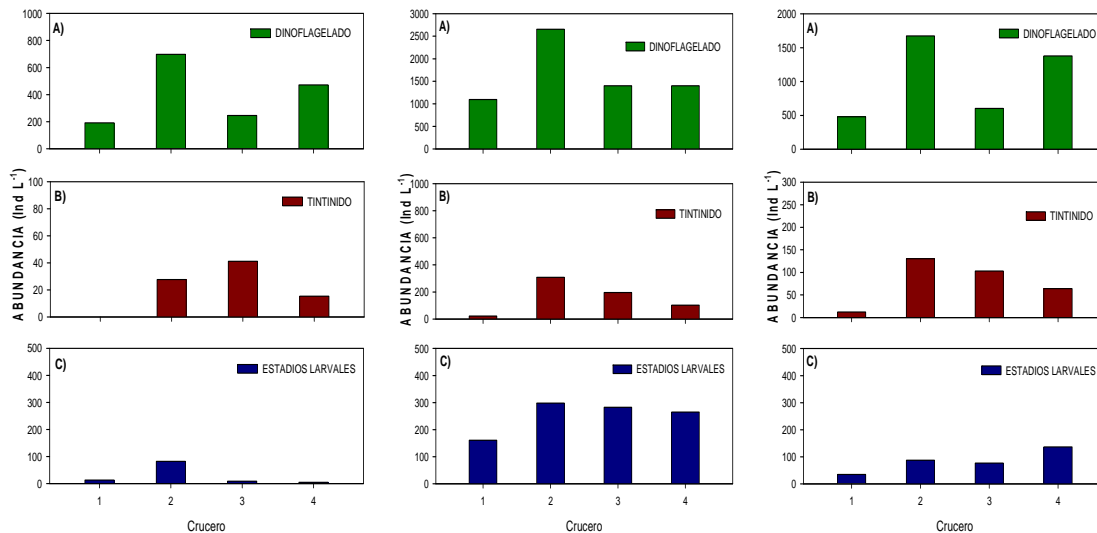 A)
DINOFLAGELADO
1000
800
600
400
200
0
B)
TINTINIDO
100
80
60
40
20
0
ABUNDANCIA (Ind L⁻¹)
C)
ESTADIOS LARVALES
500
400
300
200
100
0
1 2 3 4
Crucero
A)
DINOFLAGELADO
3000
2500
2000
1500
1000
500
0
B)
TINTINIDO
1000
800
600
400
200
0
ABUNDANCIA (Ind L⁻¹)
C)
ESTADIOS LARVALES
500
400
300
200
100
0
1 2 3 4
Crucero
A)
DINOFLAGELADO
2000
1500
1000
500
0
B)
TINTINIDO
300
250
200
150
100
50
0
ABUNDANCIA (Ind L⁻¹)
C)
ESTADIOS LARVALES
500
400
300
200
100
0
1 2 3 4
Crucero